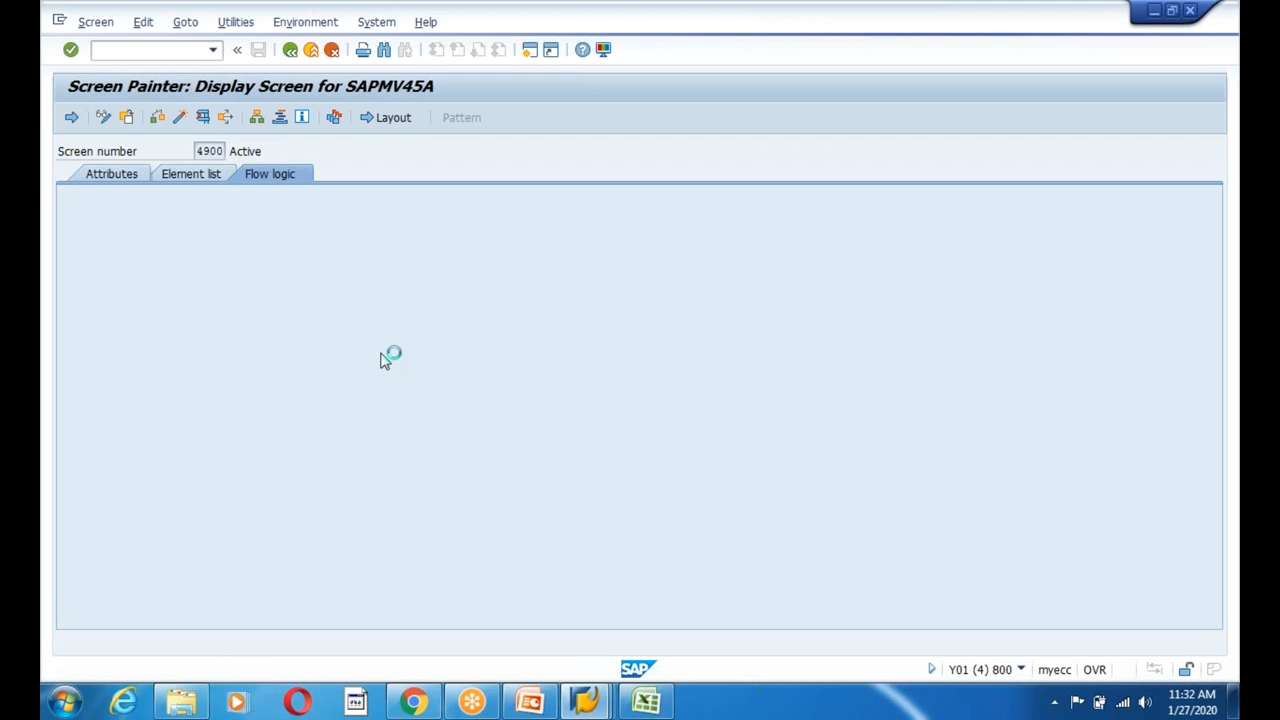 Screen Edit Goto Utilities Environment System Help
Screen Painter: Display Screen for SAPMV45A
Layout Pattern
Screen number 4900 Active
Attributes Element list Flow logic
SAP
Y01 (4) 800 myecc OVR
11:32 AM
1/27/2020